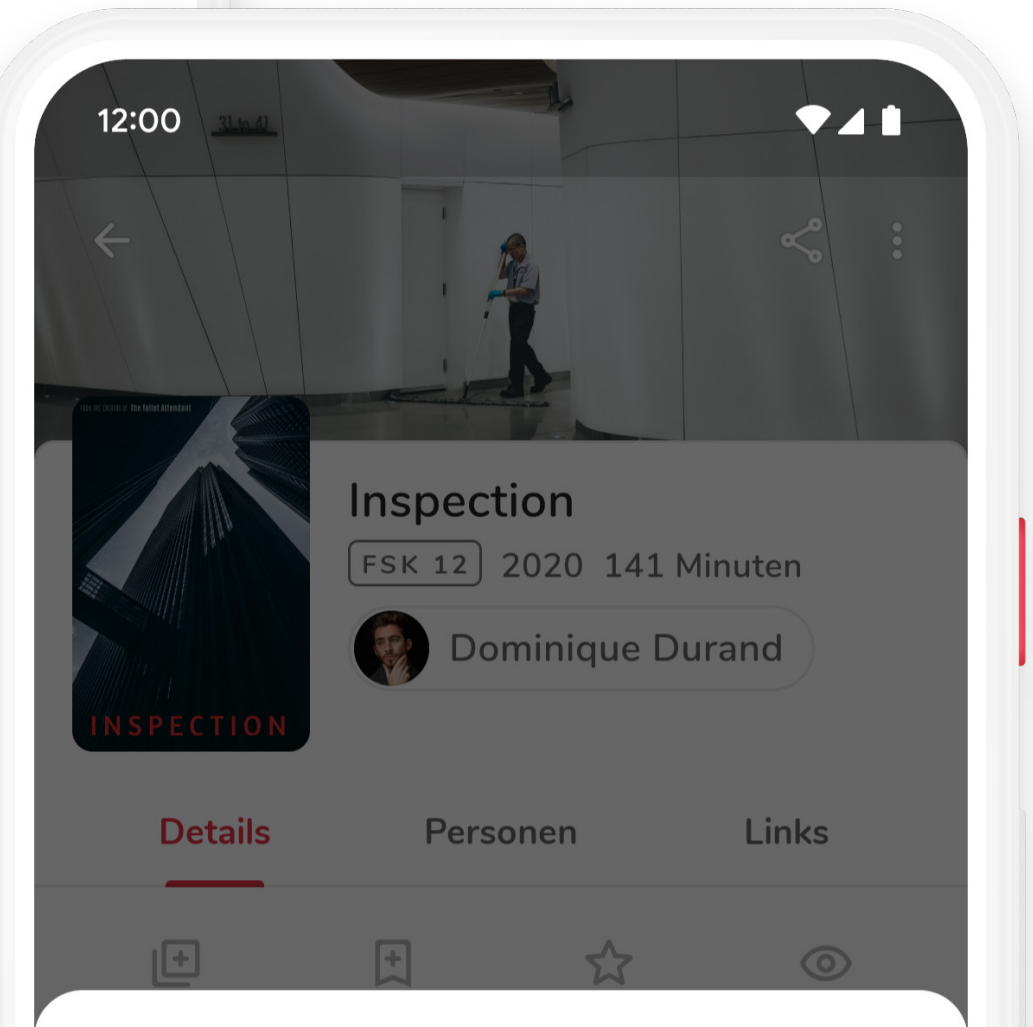 12:00
31 to 41
FROM THE CREATORS OF The Toilet Attendant
INSPECTION
Inspection
FSK 12 2020 141 Minuten
Dominique Durand
Details Personen Links